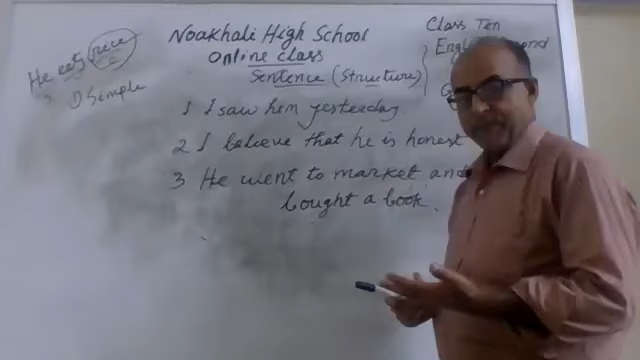 He eats rice
1) Simple
Noakhali High School
Online class
Sentence (Structure)
Class Ten
1 I saw him yesterday
2 I believe that he is honest
3 He went to market and
bought a book.